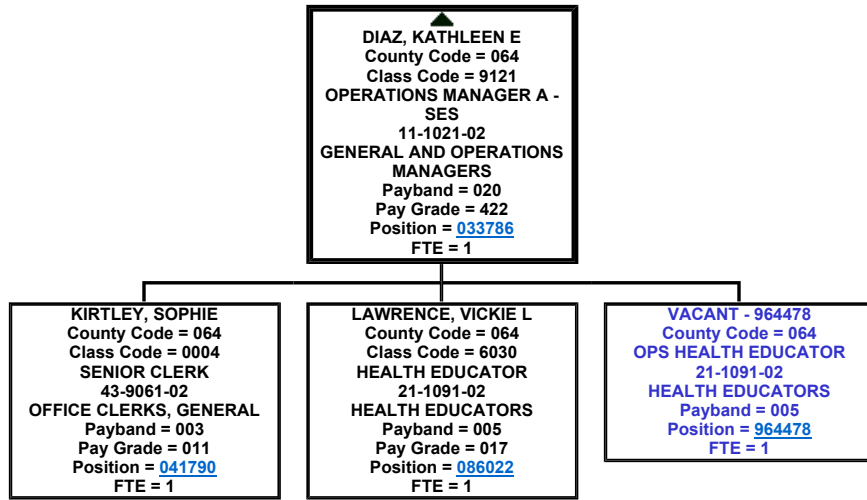 DIAZ, KATHLEEN E
County Code = 064
Class Code = 9121
OPERATIONS MANAGER A -
SES
11-1021-02
GENERAL AND OPERATIONS
MANAGERS
Payband = 020
Pay Grade = 422
Position = 033786
FTE = 1
KIRTLEY, SOPHIE
County Code = 064
Class Code = 0004
SENIOR CLERK
43-9061-02
OFFICE CLERKS, GENERAL
Payband = 003
Pay Grade = 011
Position = 041790
FTE = 1
LAWRENCE, VICKIE L
County Code = 064
Class Code = 6030
HEALTH EDUCATOR
21-1091-02
HEALTH EDUCATORS
Payband = 005
Pay Grade = 017
Position = 086022
FTE = 1
VACANT - 964478
County Code = 064
OPS HEALTH EDUCATOR
21-1091-02
HEALTH EDUCATORS
Payband = 005
Position = 964478
FTE = 1